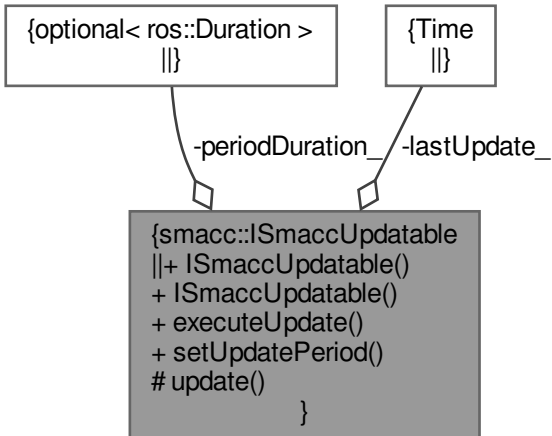 {optional< ros::Duration >
||}
{Time
||}
-periodDuration_
-lastUpdate_
{smacc::ISmaccUpdatable
||+ ISmaccUpdatable()
+ ISmaccUpdatable()
+ executeUpdate()
+ setUpdatePeriod()
# update()
}